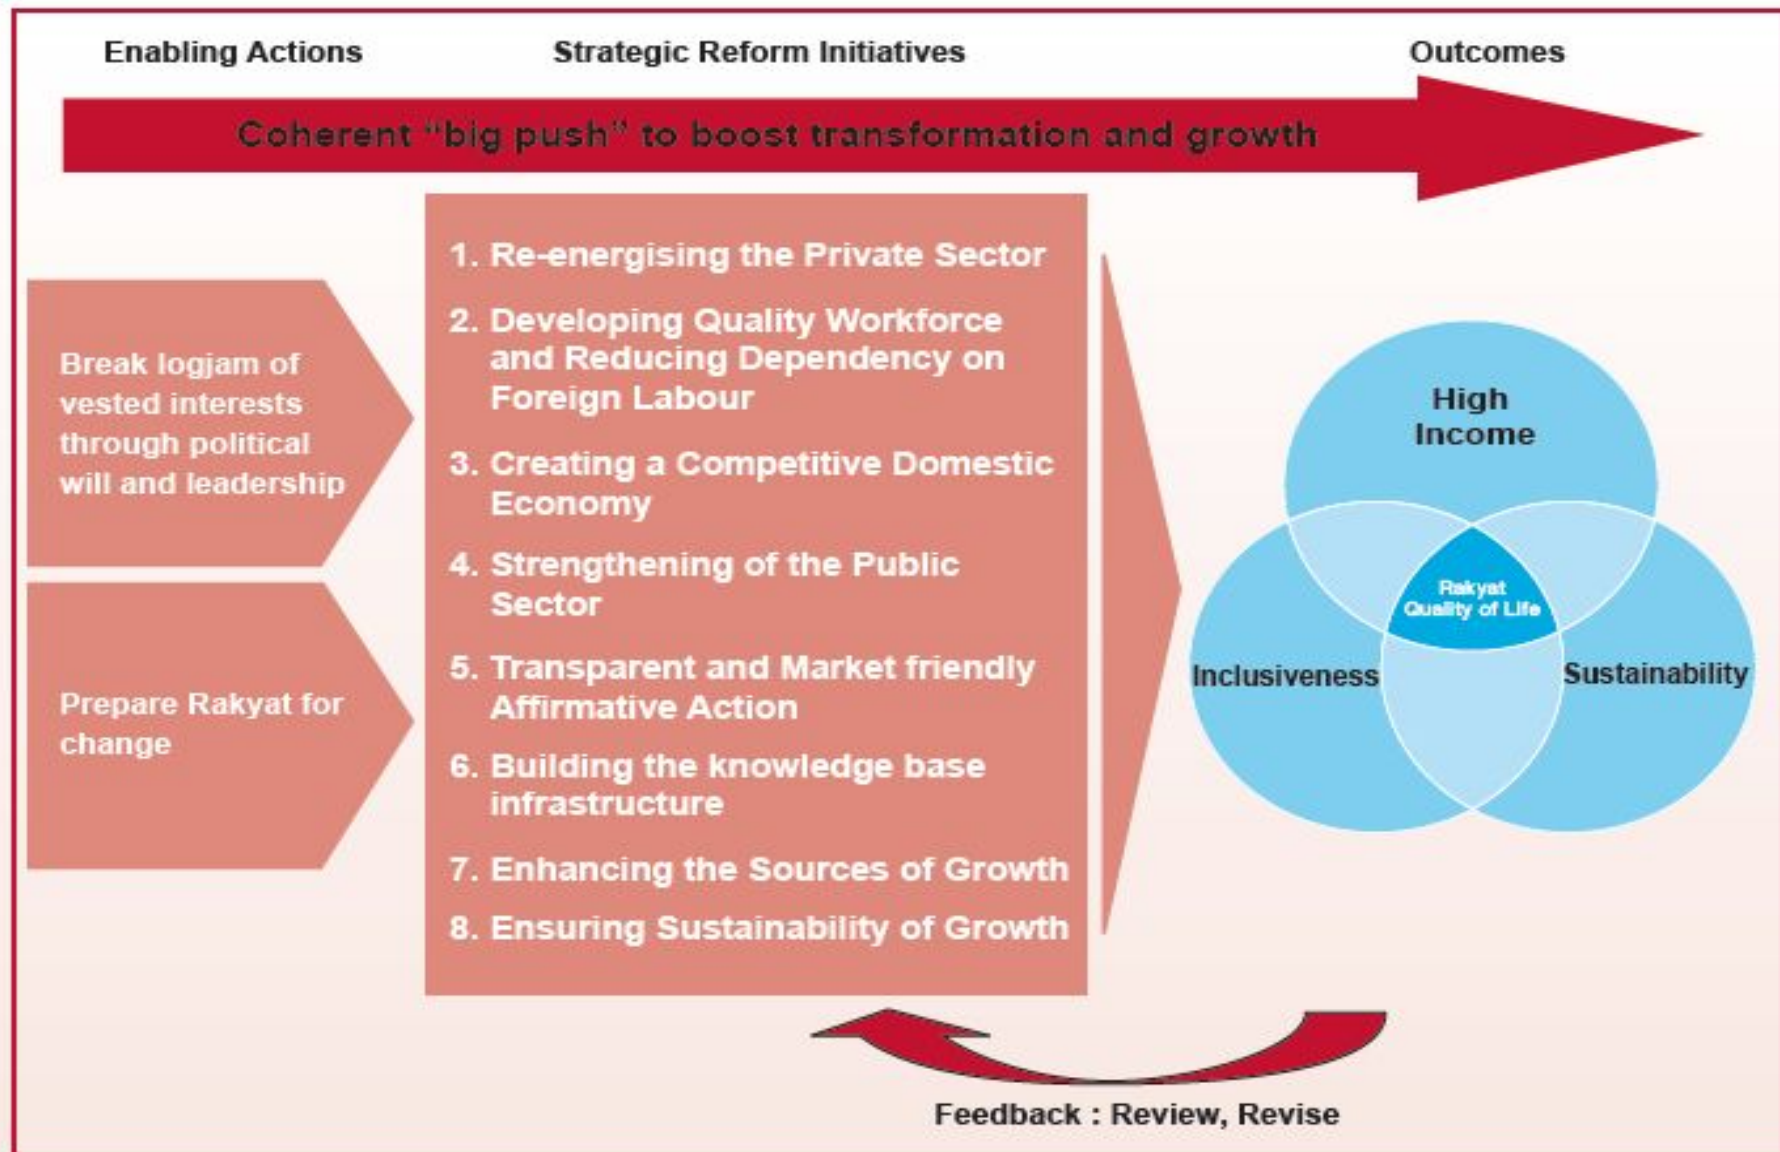 Enabling Actions
Strategic Reform Initiatives
Outcomes
Coherent “big push” to boost transformation and growth
Break logjam of
vested interests
through political
will and leadership
Prepare Rakyat for
change
1. Re-energising the Private Sector
2. Developing Quality Workforce
and Reducing Dependency on
Foreign Labour
3. Creating a Competitive Domestic
Economy
4. Strengthening of the Public
Sector
5. Transparent and Market friendly
Affirmative Action
6. Building the knowledge base
infrastructure
7. Enhancing the Sources of Growth
8. Ensuring Sustainability of Growth
High
Income
Rakyat
Quality of Life
Inclusiveness
Sustainability
Feedback : Review, Revise